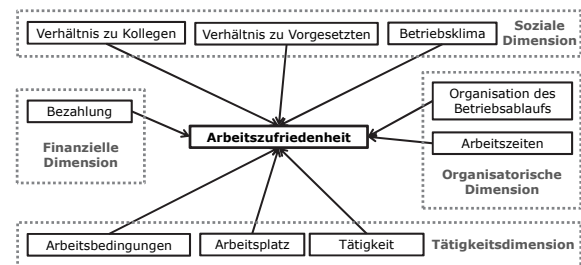 Soziale
Dimension
Verhältnis zu Kollegen
Verhältnis zu Vorgesetzten
Betriebsklima
Bezahlung
Finanzielle
Dimension
Arbeitszufriedenheit
Organisation des
Betriebsablaufs
Arbeitszeiten
Organisatorische
Dimension
Arbeitsbedingungen
Arbeitsplatz
Tätigkeit
Tätigkeitsdimension